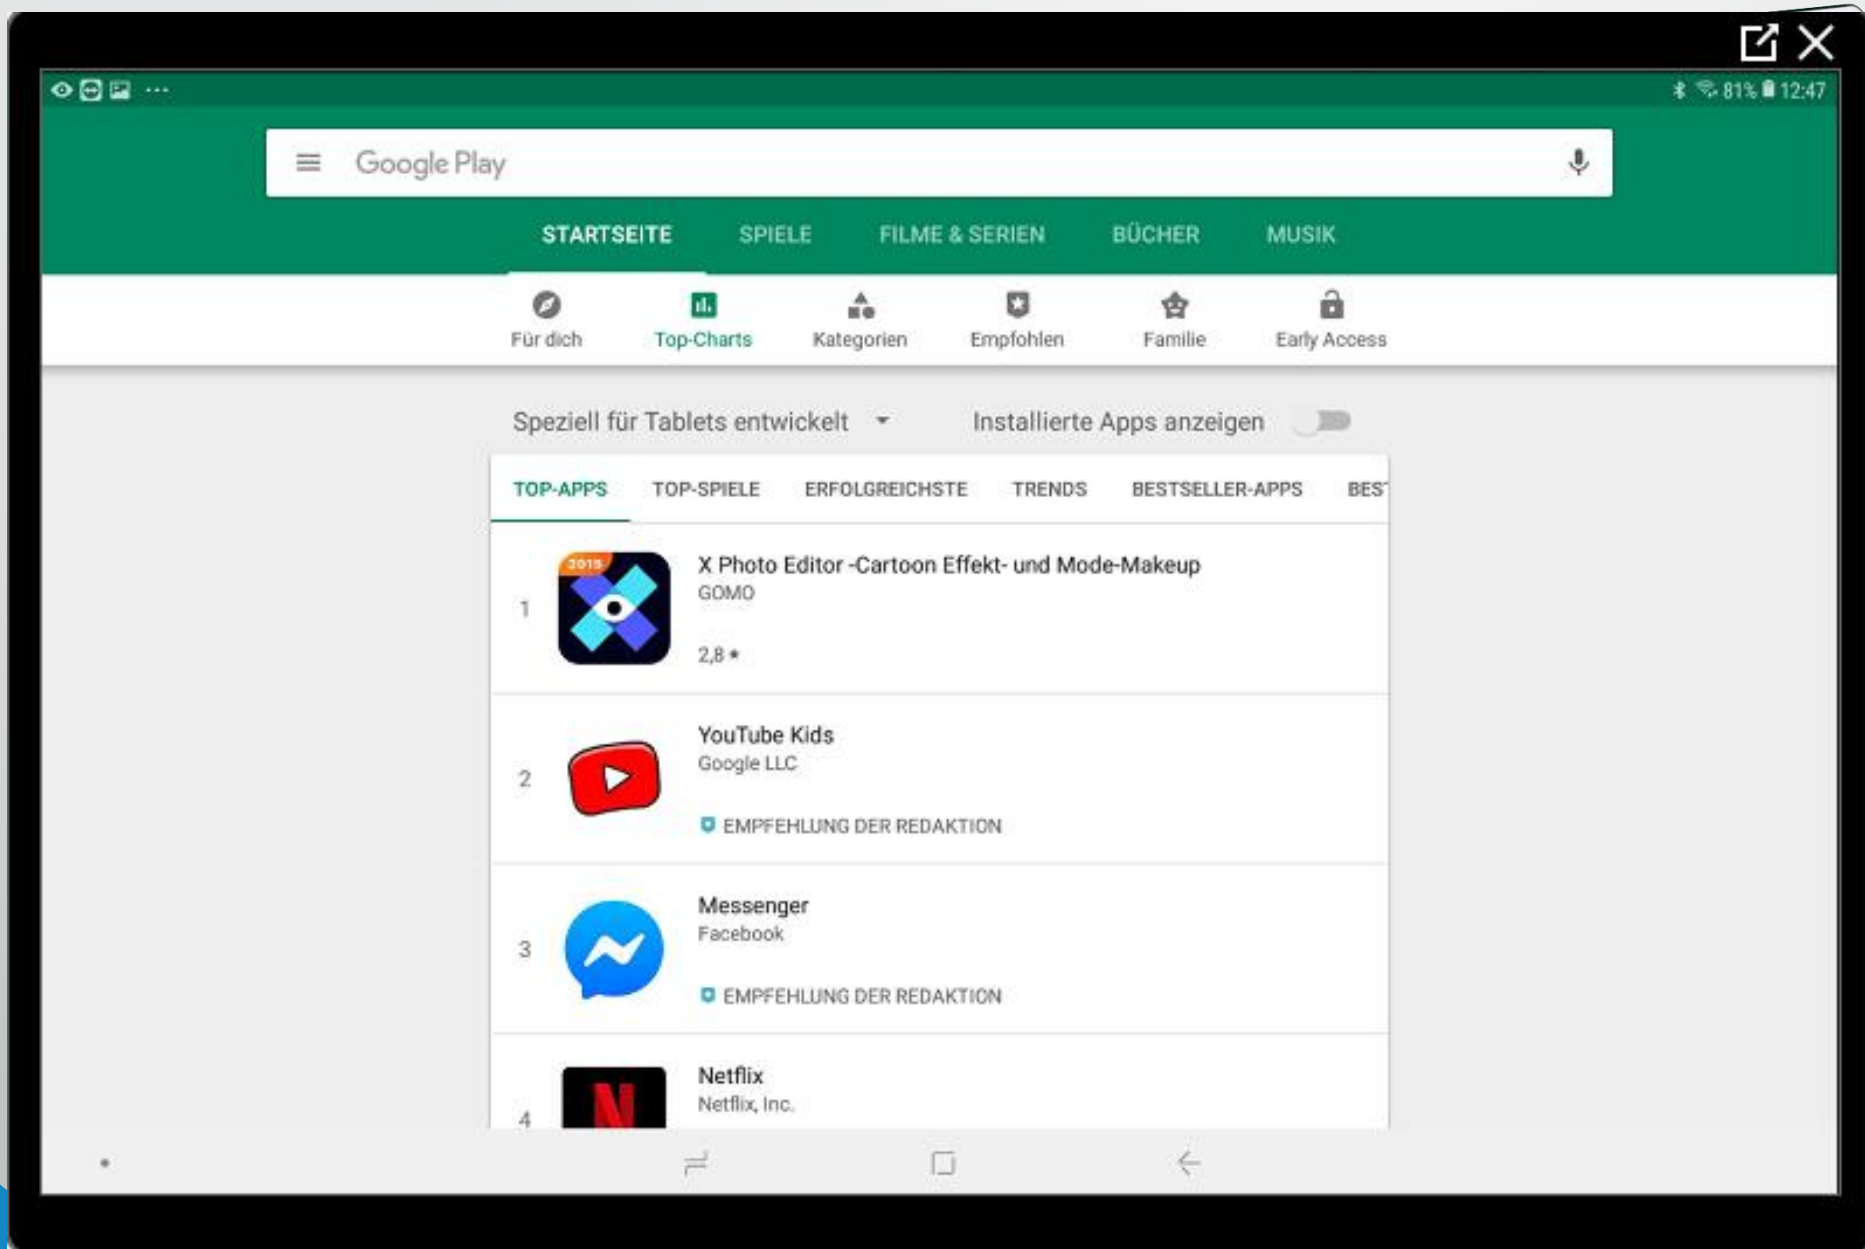 81% 12:47
Google Play
STARTSEITE SPIELE FILME & SERIEN BÜCHER MUSIK
Für dich Top-Charts Kategorien Empfohlen Familie Early Access
Speziell für Tablets entwickelt Installierte Apps anzeigen
TOP-APPS TOP-SPIELE ERFOLGREICHSTE TRENDS BESTSELLER-APPS BEST
1
2019
X Photo Editor -Cartoon Effekt- und Mode-Makeup
GOMO
2,8 ★
2
YouTube Kids
Google LLC
EMPFEHLUNG DER REDAKTION
3
Messenger
Facebook
EMPFEHLUNG DER REDAKTION
4
N
Netflix
Netflix, Inc.